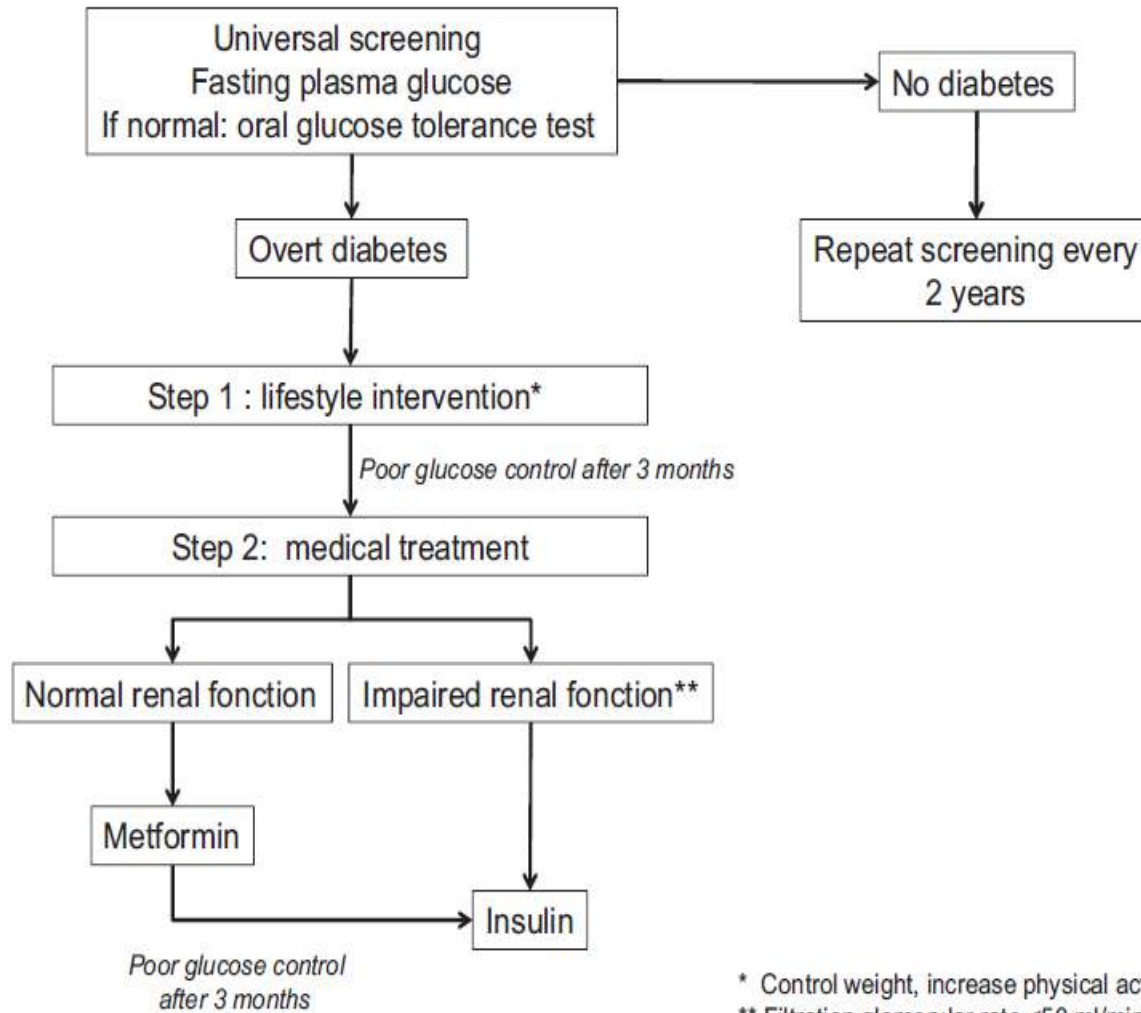 Universal screening
Fasting plasma glucose
If normal: oral glucose tolerance test
No diabetes
Overt diabetes
Repeat screening every
2 years
Step 1 : lifestyle intervention*
Poor glucose control after 3 months
Step 2: medical treatment
Normal renal fonction
Impaired renal fonction**
Metformin
Insulin
Poor glucose control
after 3 months
* Control weight, increase physical
** Filtration glomerular rate